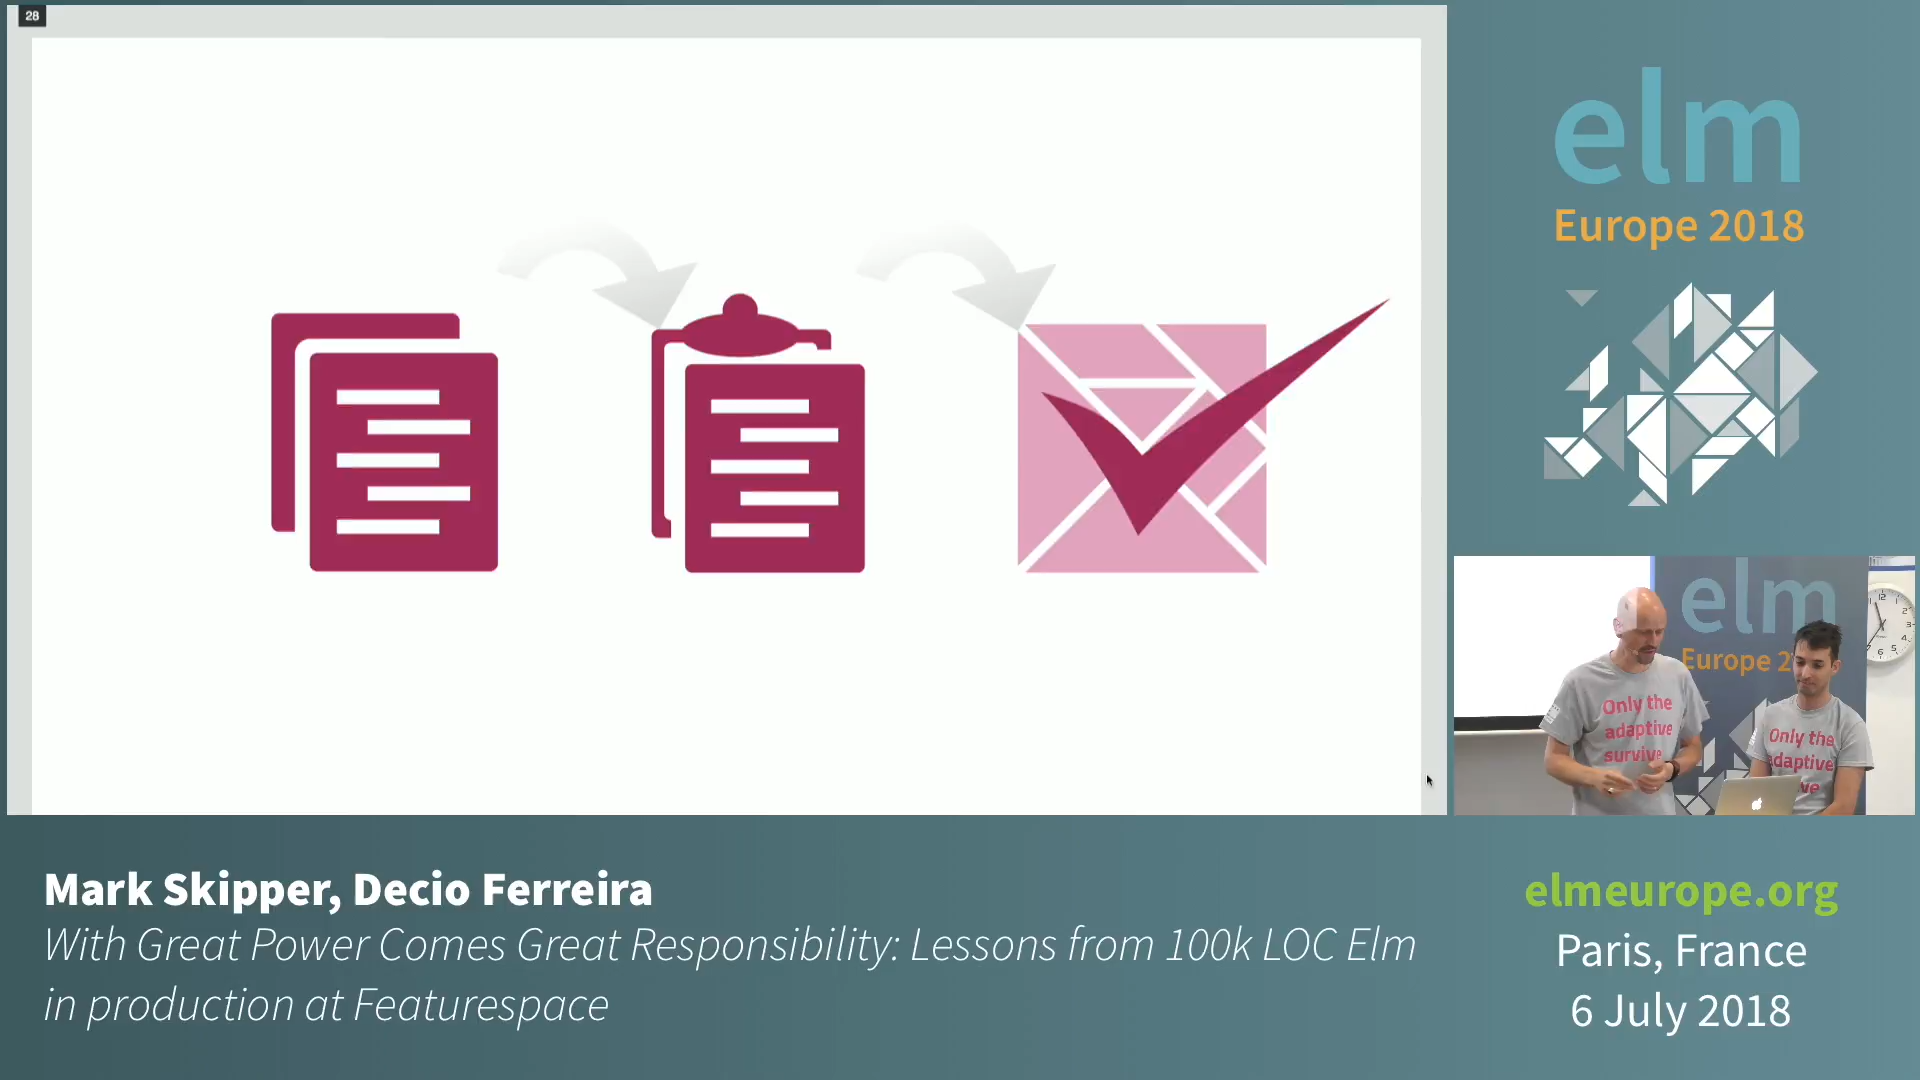 28
elm
Europe 2018
elm
Europe 2
Only the
adaptive
survive
Only the
adaptive
ve
12
Mark Skipper, Decio Ferreira
With Great Power Comes Great Responsibility: Lessons from 100k LOC Elm
in production at Featurespace
elmeurope.org
Paris, France
6 July 2018